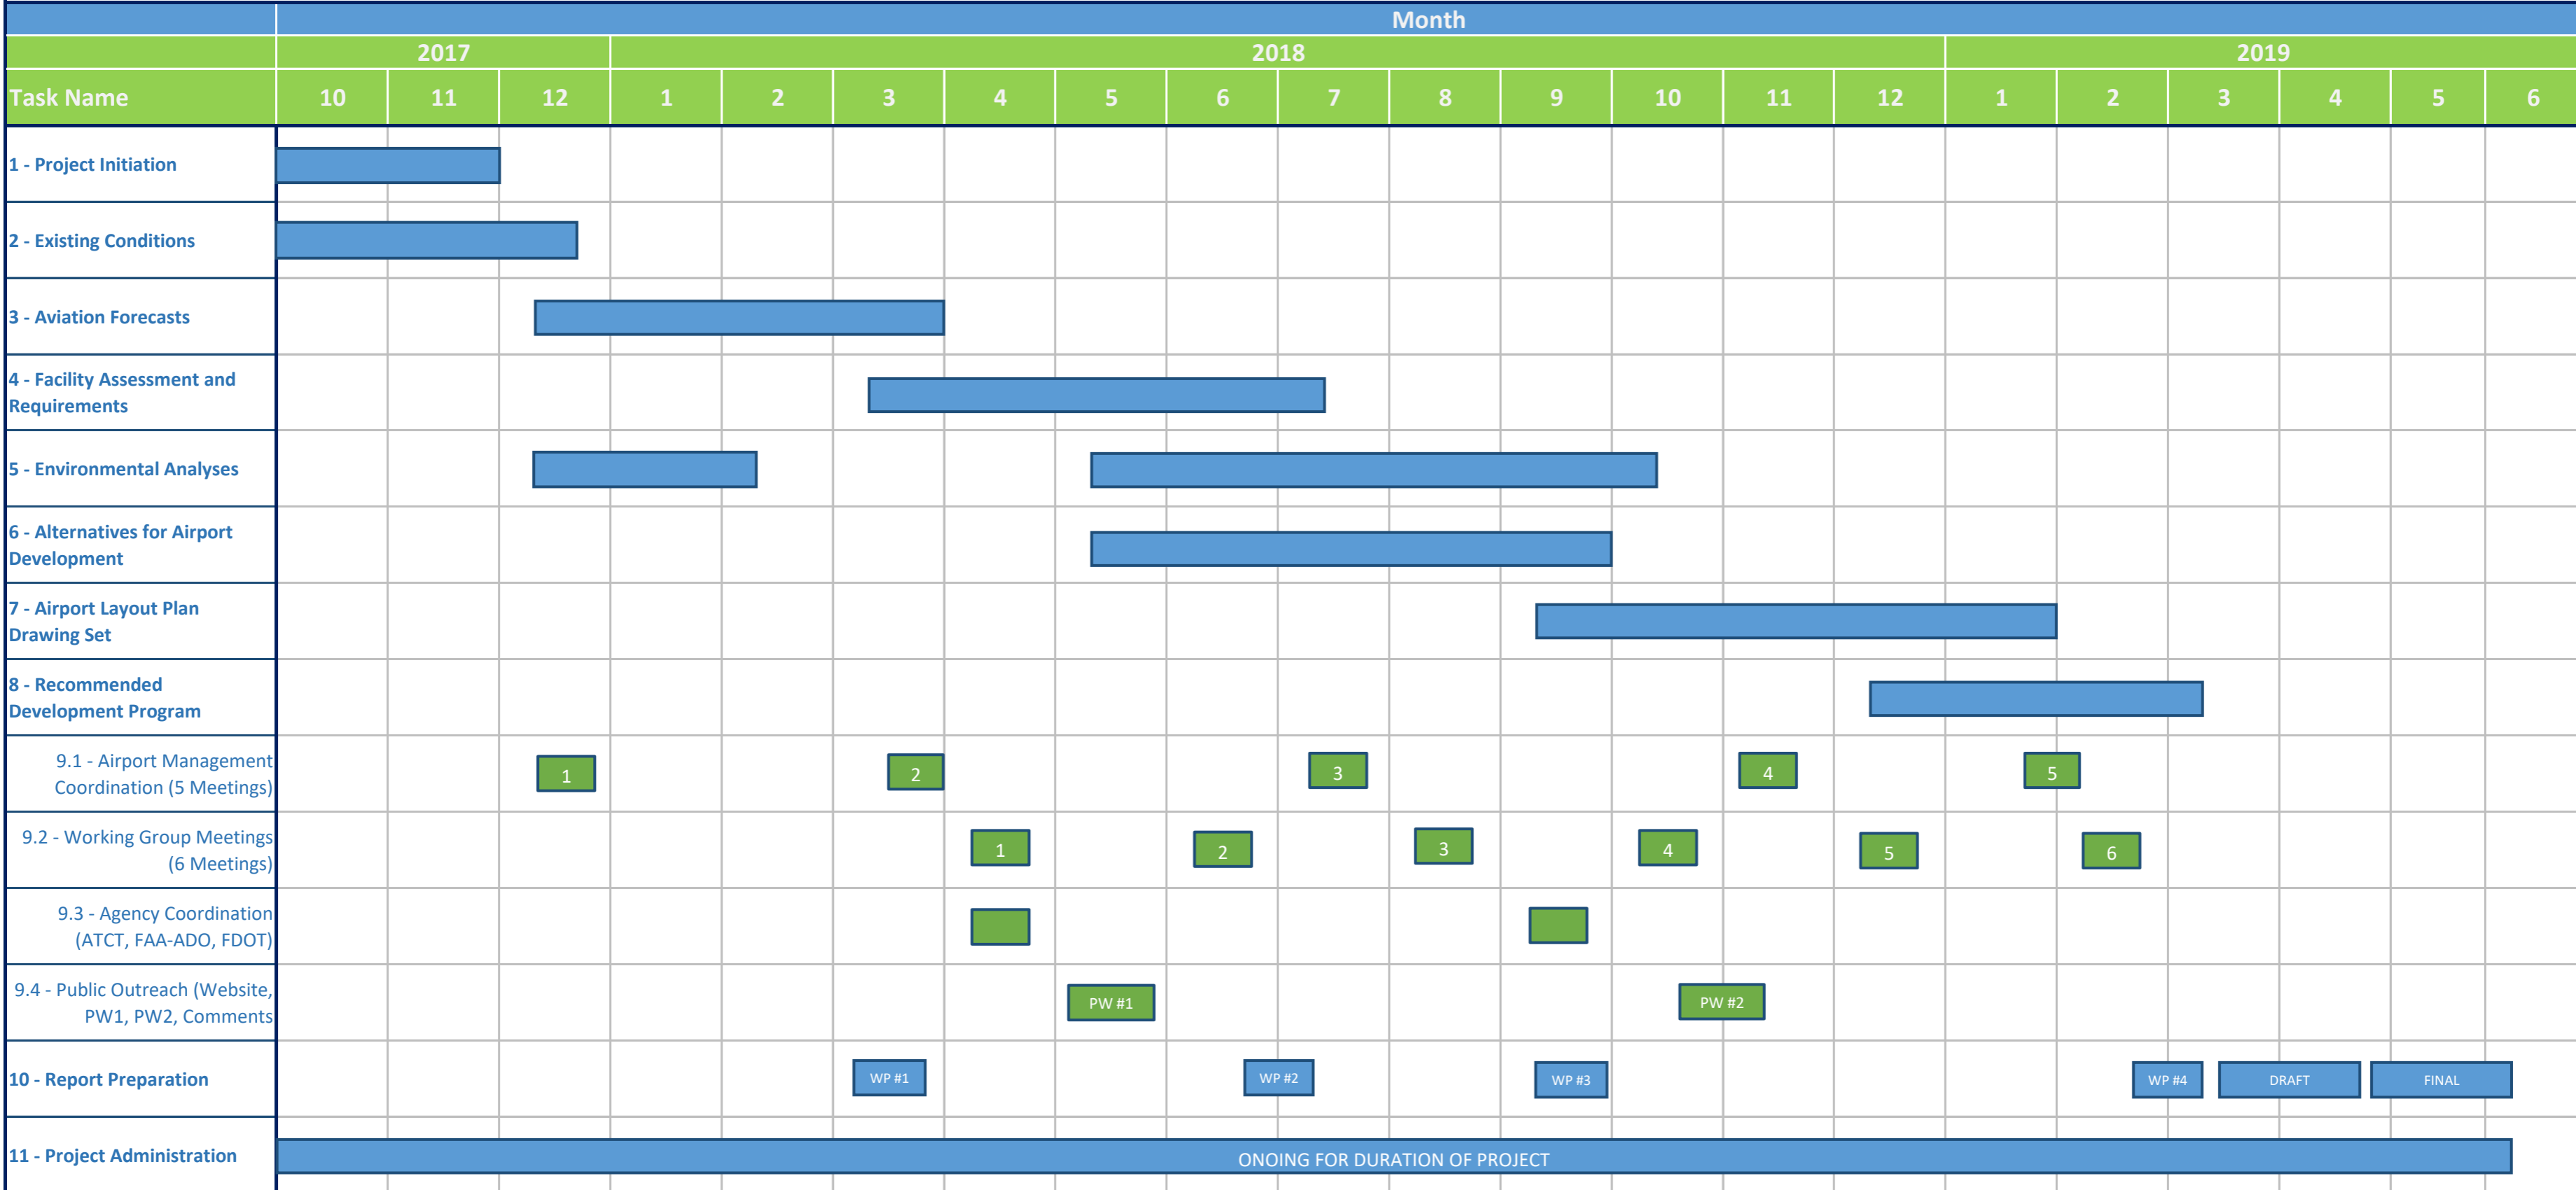 Month
2017 2018 2019
Task Name 10 11 12 1 2 3 4 5 6 7 8 9 10 11 12 1 2 3 4 5 6
1 - Project Initiation
2 - Existing Conditions
3 - Aviation Forecasts
4 - Facility Assessment and
Requirements
5 - Environmental Analyses
6 - Alternatives for Airport
Development
7 - Airport Layout Plan
Drawing Set
8 - Recommended
Development Program
9.1 - Airport Management
Coordination (5 Meetings)
1 2 3 4 5
9.2 - Working Group Meetings
(6 Meetings)
1 2 3 4 5 6
9.3 - Agency Coordination
(ATCT, FAA-ADO, FDOT)
9.4 - Public Outreach (Website,
PW1, PW2, Comments
PW #1 PW #2
10 - Report Preparation
WP #1 WP #2 WP #3 WP #4 DRAFT FINAL
11 - Project Administration
ONOING FOR DURATION OF PROJECT